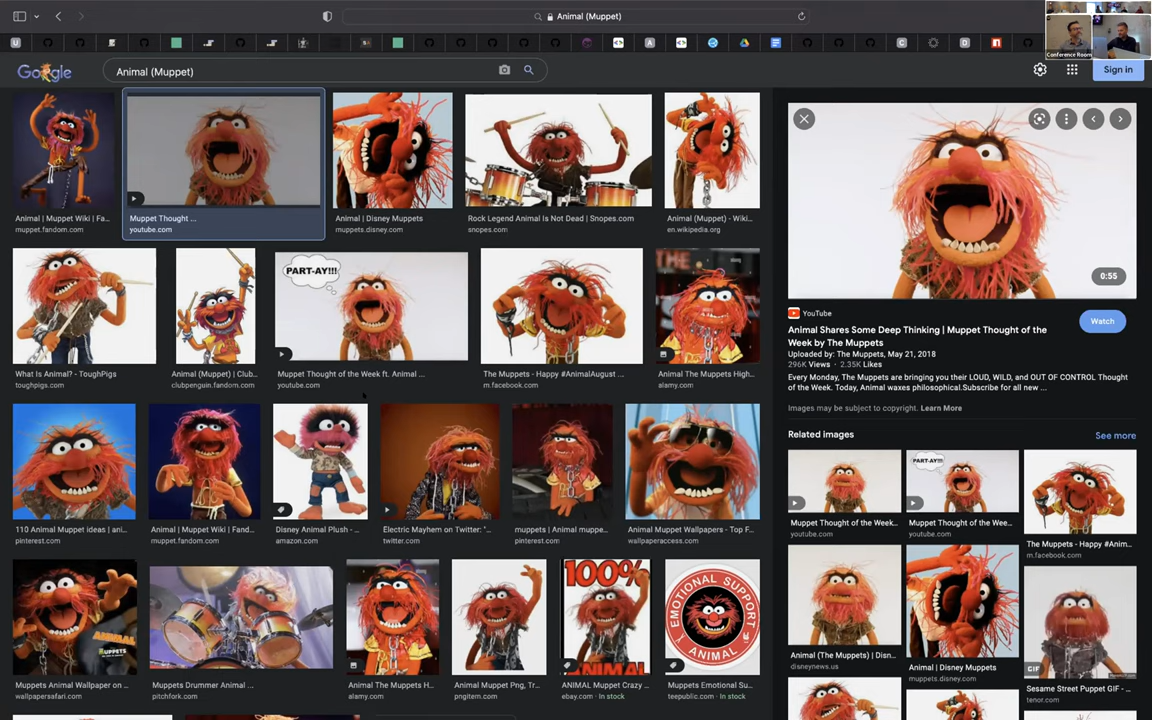 Animal (Muppet)
Conference Room
Google
Animal (Muppet)
Sign in
Animal | Muppet Wiki | Fa...
muppet.fandom.com
Muppet Thought ...
youtube.com
Animal | Disney Muppets
muppets.disney.com
Rock Legend Animal Is Not Dead | Snopes.com
snopes.com
Animal (Muppet) - Wiki...
en.wikipedia.org
PART-AY!!!
What Is Animal? - ToughPigs
toughpigs.com
Animal (Muppet) | Club...
clubpenguin.fandom.com
Muppet Thought of the Week ft. Animal ...
youtube.com
The Muppets - Happy #AnimalAugust ...
m.facebook.com
Animal The Muppets High...
alamy.com
110 Animal Muppet ideas | ani...
pinterest.com
Animal | Muppet Wiki | Fand...
muppet.fandom.com
Disney Animal Plush - ...
amazon.com
Electric Mayhem on Twitter: "...
twitter.com
muppets | Animal muppe...
pinterest.com
Animal Muppet Wallpapers - Top F...
wallpaperaccess.com
ANIMAL
MUPPETS
100%
ANIMAL
EMOTIONAL SUPPORT
ANIMAL
Muppets Animal Wallpaper on ...
wallpapersafari.com
Muppets Drummer Animal ...
pitchfork.com
Animal The Muppets H...
alamy.com
Animal Muppet Png, Tr...
pngitem.com
ANIMAL Muppet Crazy ...
ebay.com · In stock
Muppets Emotional Su...
teepublic.com · In stock
0:55
YouTube
Animal Shares Some Deep Thinking | Muppet Thought of the
Week by The Muppets
Uploaded by: The Muppets, May 21, 2018
296K Views · 2.35K Likes
Watch
Every Monday, The Muppets are bringing you their LOUD, WILD, and OUT OF CONTROL Thought
of the Week. Today, Animal waxes philosophical.Subscribe for all new ...
Images may be subject to copyright. Learn More
Related images
See more
PART-AY!!!
Muppet Thought of the Week...
youtube.com
Muppet Thought of the Wee...
youtube.com
The Muppets - Happy #Anim...
m.facebook.com
Animal (The Muppets) | Disn...
disneynews.us
Animal | Disney Muppets
muppets.disney.com
GIF
Sesame Street Puppet GIF - ...
tenor.com